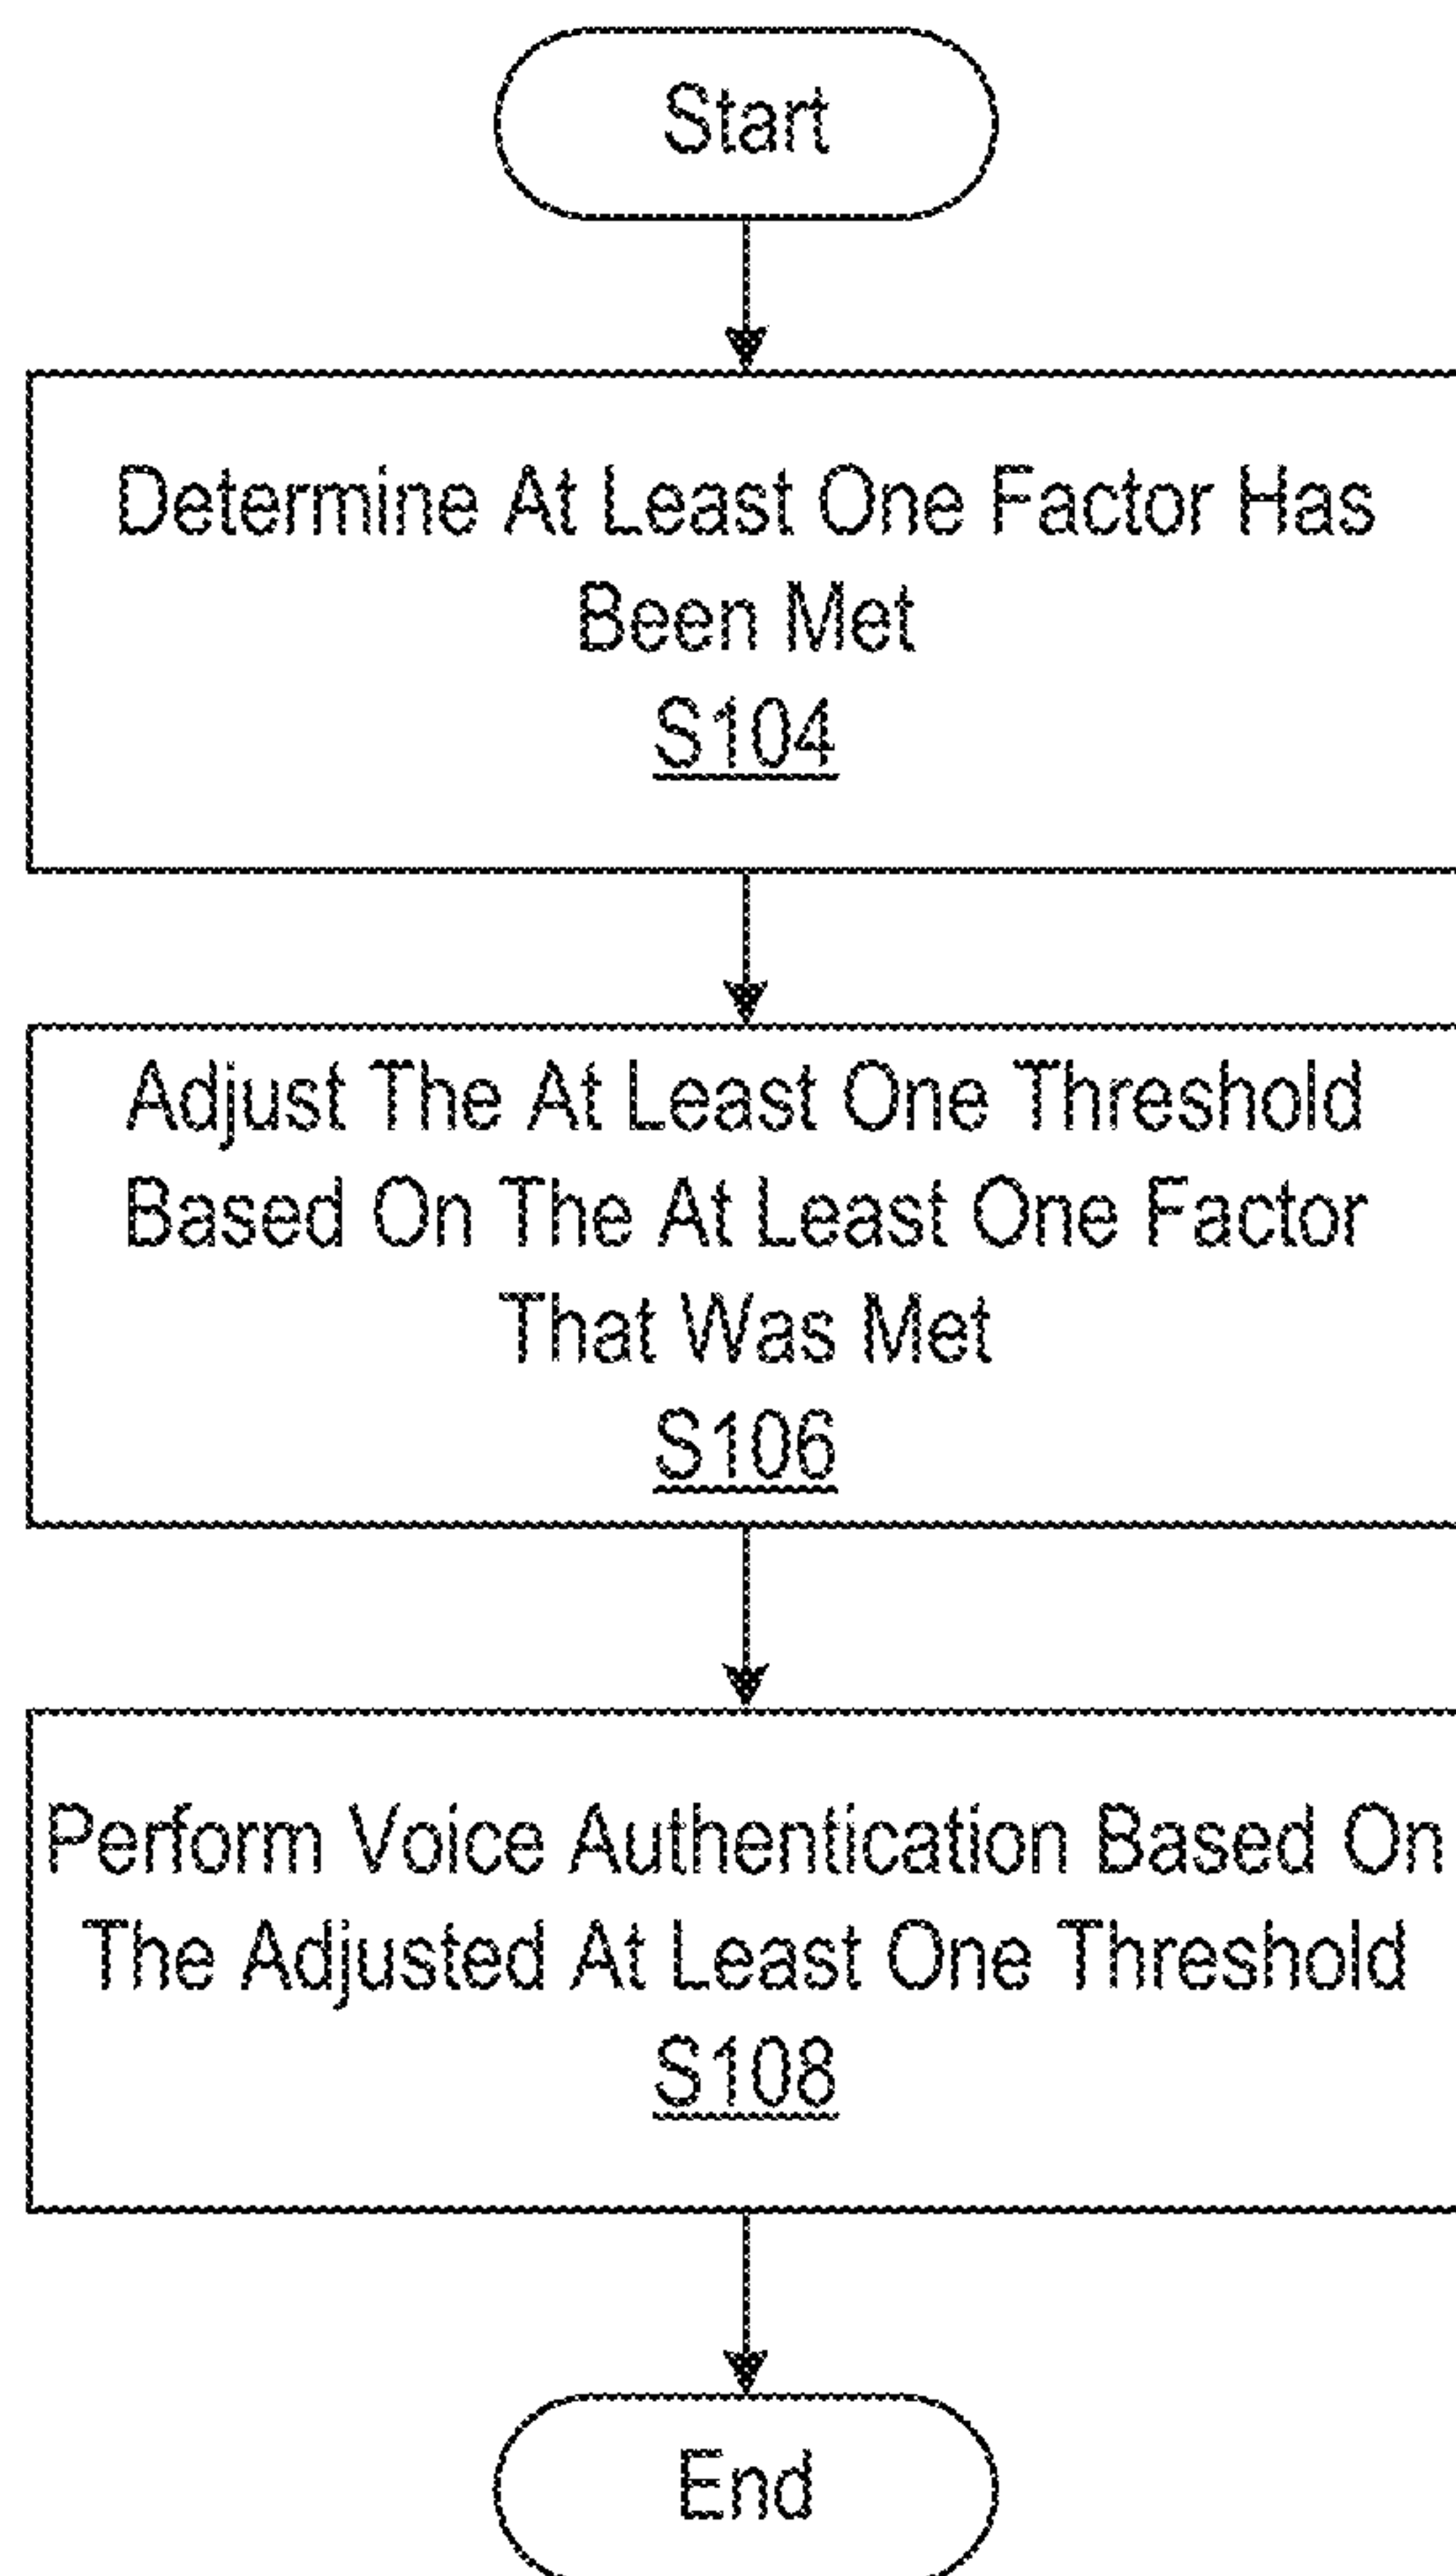 Start
Determine At Least One Factor Has
Been Met
S104
Adjust The At Least One Threshold
Based On The At Least One Factor
That Was Met
S106
Perform Voice Authentication Based On
The Adjusted At Least One Threshold
S108
End